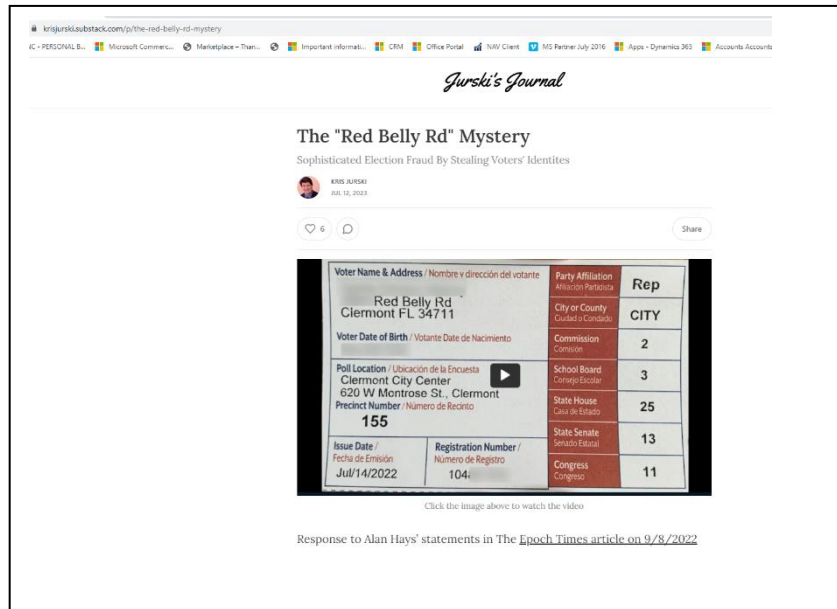 krisjurski.substack.com/p/the-red-belly-rd-mystery
IC - PERSONAL B... Microsoft Commerc... Marketplace – Than... Important informati... CRM Office Portal NAV Client MS Partner July 2016 Apps - Dynamics 365 Accounts Accounts
Jurski's Journal
The "Red Belly Rd" Mystery
Sophisticated Election Fraud By Stealing Voters' Identites
KRIS JURSKI
JUL 12, 2023
6
Share
Voter Name & Address / Nombre y dirección del votante
Red Belly Rd
Clermont FL 34711
Voter Date of Birth / Votante Date de Nacimiento
Poll Location / Ubicación de la Encuesta
Clermont City Center
620 W Montrose St., Clermont
Precinct Number / Número de Recinto
155
Issue Date /
Fecha de Emisión
Jul/14/2022
Registration Number /
Número de Registro
104
Party Affiliation
Afiliación Partidista
Rep
City or County
Ciudad o Condado
CITY
Commission
Comisión
2
School Board
Consejo Escolar
3
State House
Casa de Estado
25
State Senate
Senado Estatal
13
Congress
Congreso
11
Click the image above to watch the video
Response to Alan Hays' statements in The Epoch Times article on 9/8/2022